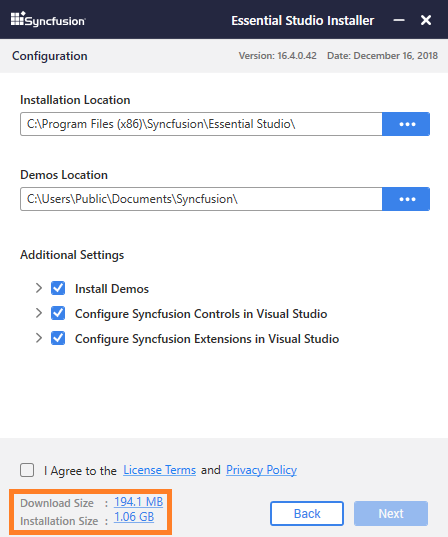 Syncfusion Essential Studio Installer
Configuration Version: 16.4.0.42 Date: December 16, 2018
Installation Location
C:\Program Files (x86)\Syncfusion\Essential Studio\
Demos Location
C:\Users\Public\Documents\Syncfusion\
Additional Settings
Install Demos
Configure Syncfusion Controls in Visual Studio
Configure Syncfusion Extensions in Visual Studio
I Agree to the License Terms and Privacy Policy
Download Size : 194.1 MB
Installation Size : 1.06 GB
Back Next